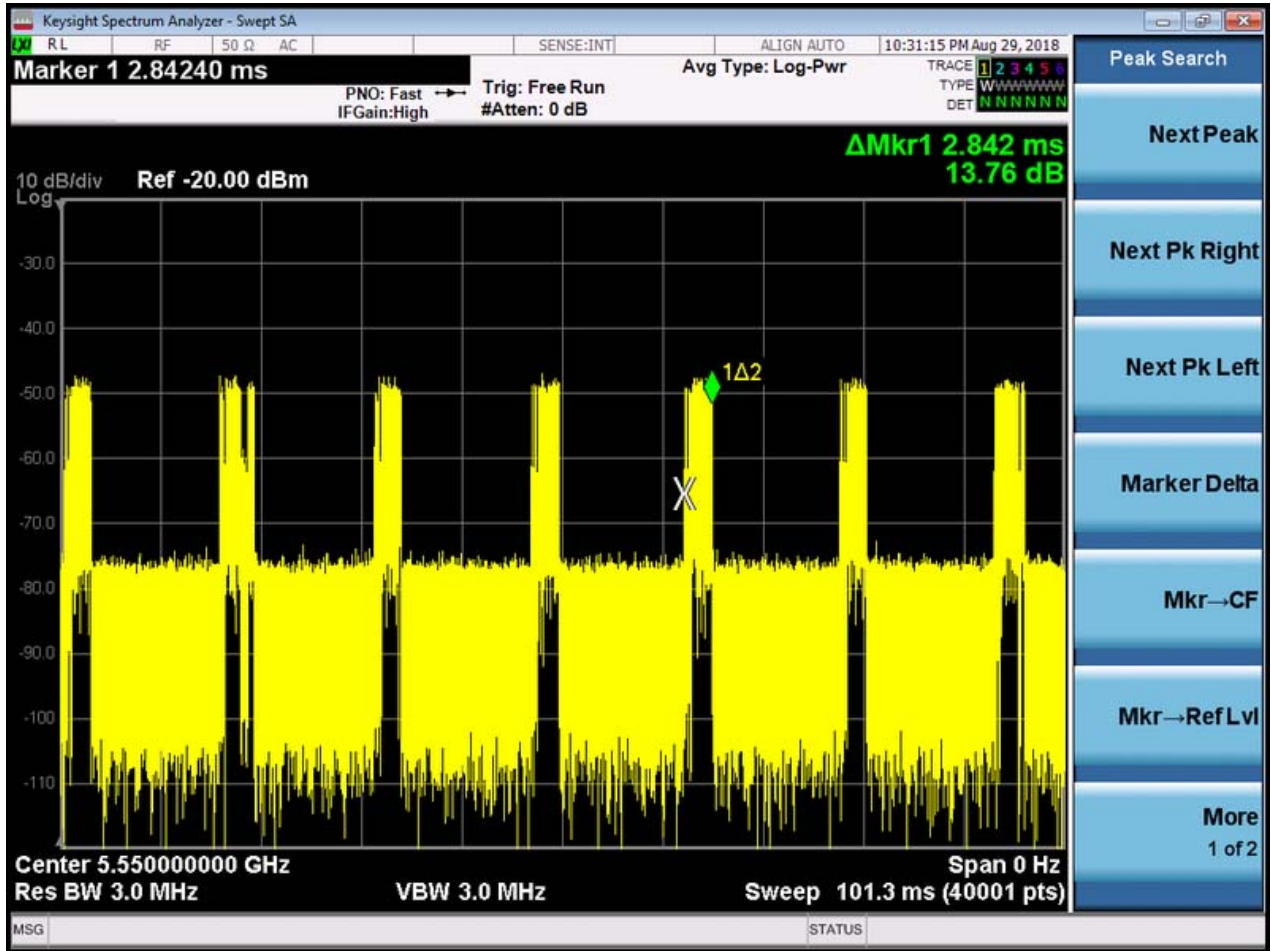 Keysight Spectrum Analyzer - Swept SA
LXI RL RF 50 Ω AC SENSE:INT ALIGN AUTO 10:31:15 PM Aug 29, 2018
Marker 1 2.84240 ms
PNO: Fast
IFGain:High
Trig: Free Run
#Atten: 0 dB
Avg Type: Log-Pwr
TRACE 1 2 3 4 5 6
TYPE WWWWWW
DET N N N N N N
Peak Search
ΔMkr1 2.842 ms
13.76 dB
10 dB/div Ref -20.00 dBm
Log
-30.0
-40.0
-50.0
-60.0
-70.0
-80.0
-90.0
-100
-110
1Δ2
Center 5.550000000 GHz Span 0 Hz
Res BW 3.0 MHz VBW 3.0 MHz Sweep 101.3 ms (40001 pts)
MSG STATUS
Next Peak
Next Pk Right
Next Pk Left
Marker Delta
Mkr→CF
Mkr→Ref Lvl
More
1 of 2